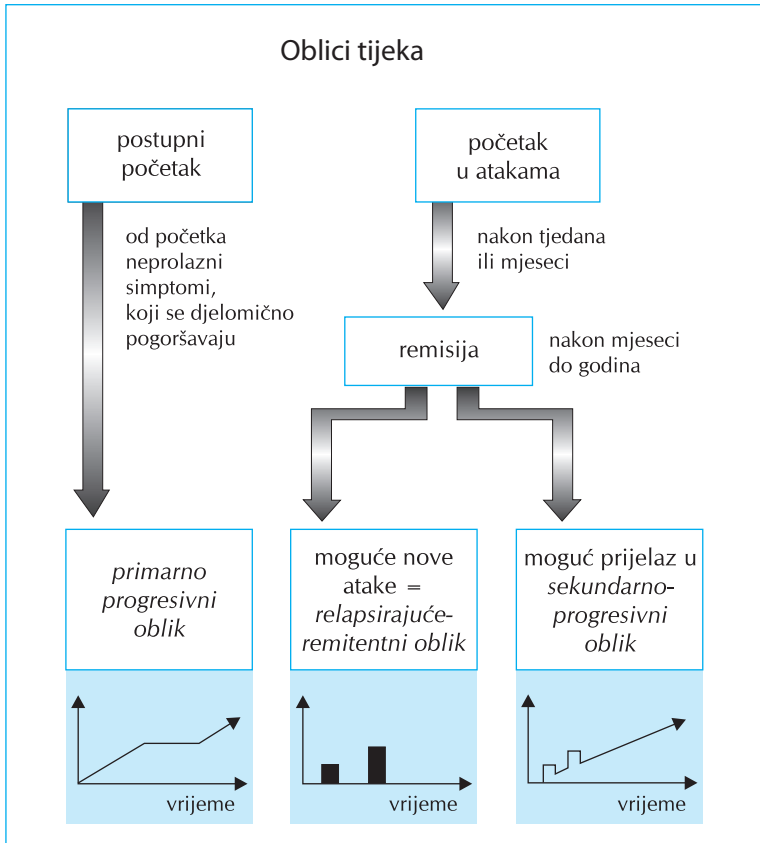 Oblici tijeka
postupni
početak
početak
u atakama
od početka
neprolazni
simptomi,
koji se djelomično
pogoršavaju
nakon tjedana
ili mjeseci
remisija
nakon mjeseci
do godina
primarno
progresivni
oblik
moguće nove
atake =
relapsirajuće-
remitentni oblik
moguć prijelaz u
sekundarno-
progresivni
oblik
vrijeme
vrijeme
vrijeme